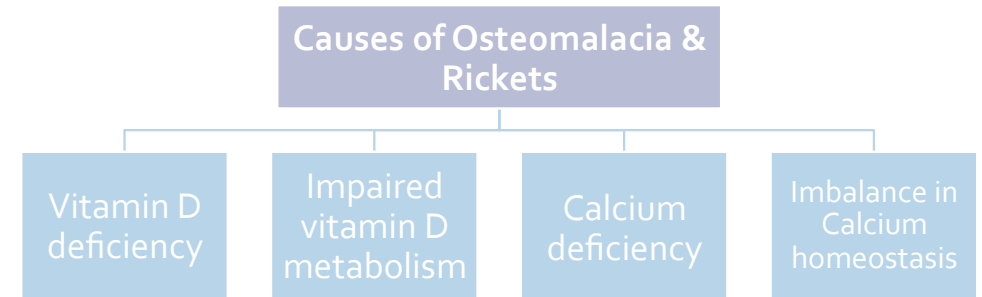 Causes of Osteomalacia &
Rickets
Vitamin D
deficiency
Impaired
vitamin D
metabolism
Calcium
deficiency
Imbalance in
Calcium
homeostasis